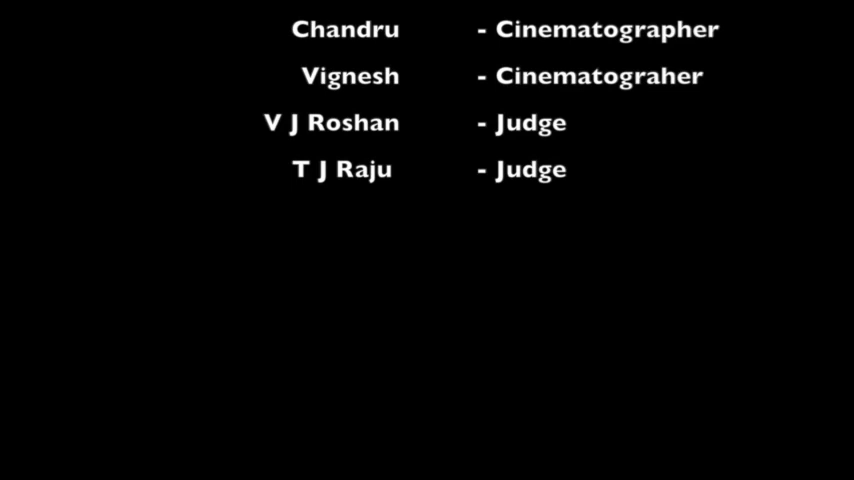 Chandru - Cinematographer
Vignesh - Cinematograher
V J Roshan - Judge
T J Raju - Judge